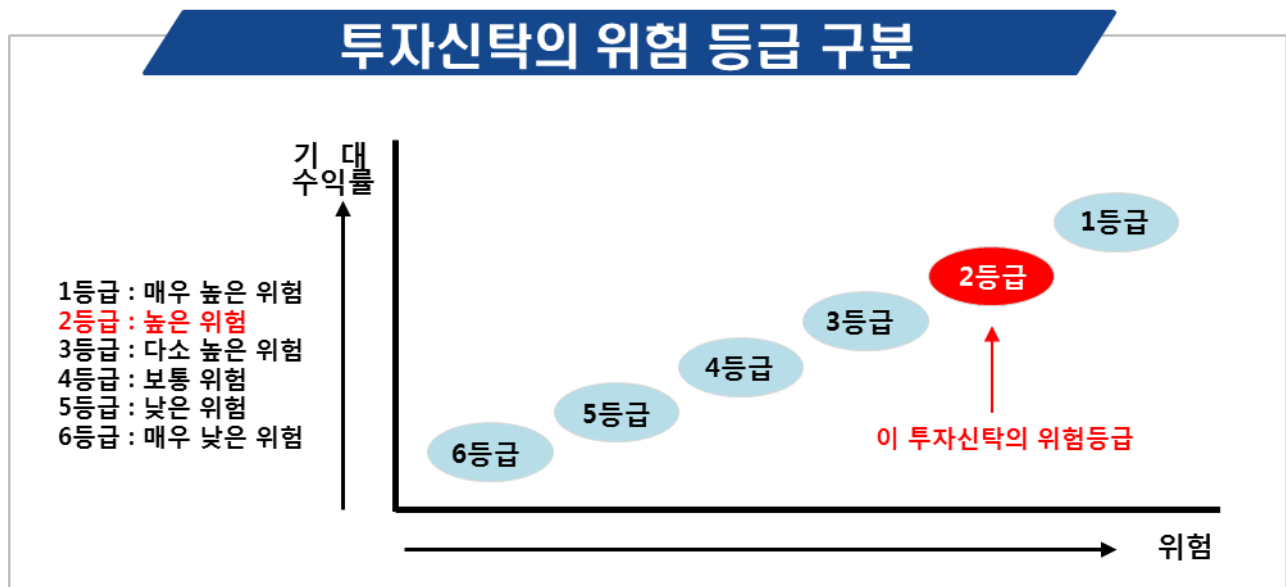 투자신탁의 위험 등급 구분
기 대
수익률
1등급 : 매우 높은 위험
2등급 : 높은 위험
3등급 : 다소 높은 위험
4등급 : 보통 위험
5등급 : 낮은 위험
6등급 : 매우 낮은 위험
1등급
2등급
3등급
4등급
5등급
6등급
이 투자신탁의 위험등급
위험